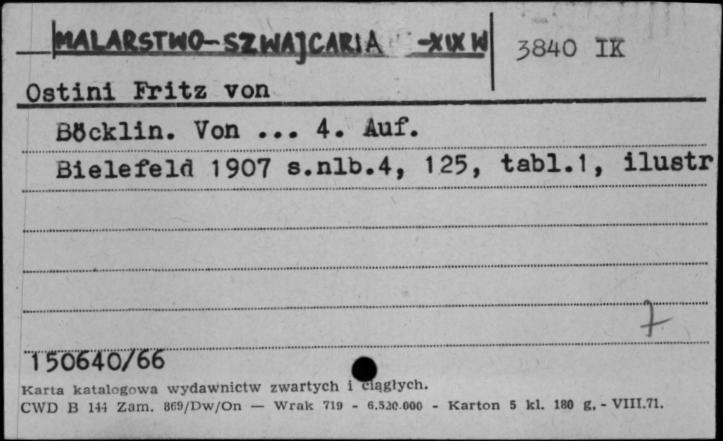 MALARSTWO-SZWAJCARIA -XIX W
3840 IK
Ostini Fritz von
Böcklin. Von ... 4. Auf.
Bielefeld 1907 s.nlb.4, 125, tabl.1, ilustr
7
150640/66
Karta katalogowa wydawnictw zwartych i ciągłych.
CWD B 144 Zam. 869/Dw/On — Wrak 719 - 6.520.000 - Karton 5 kl. 180 g. - VIII.71.